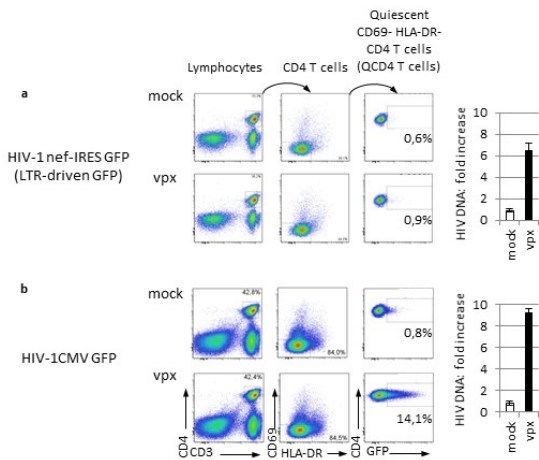 Quiescent
CD69- HLA-DR-
CD4 T cells
(QCD4 T cells)
Lymphocytes
CD4 T cells
a
mock
HIV-1 nef-IRES GFP
(LTR-driven GFP)
0,6%
vpx
0,9%
HIV DNA: fold increase
10
8
6
4
2
0
mock
vpx
b
mock
42,8%
84,0%
0,8%
HIV-1CMV GFP
vpx
42,4%
84,5%
14,1%
CD4
CD3
CD69
HLA-DR
CD4
GFP
HIV DNA: fold increase
10
8
6
4
2
0
mock
vpx